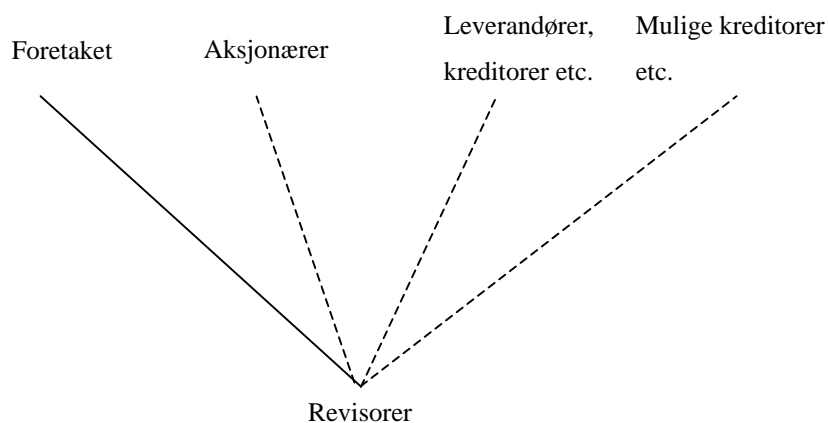 Foretaket
Aksjonærer
Leverandører,
kreditorer etc.
Mulige kreditorer
etc.
Revisorer